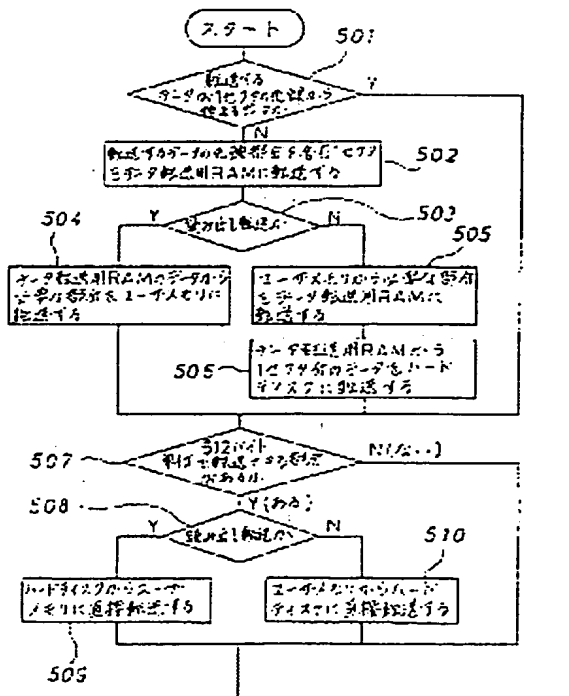 スタート
501
転送する
データが1セクタの先頭から
Y
N
転送するデータの先頭部を含むセクタ
をデータ転送用RAMに転送する
502
503
読み出し転送か
Y
N
504
505
データ転送用RAMのデータから
必要な部分をユーザメモリに
転送する
ユーザメモリから必要な部分
をデータ転送用RAMに
転送する
データ転送用RAMから
1セクタ分のデータをハード
ディスクに転送する
506
512バイト
単位で転送できる部分
があるか
507
N(ない)
Y(ある)
508
読み出し転送か
Y
N
510
ハードディスクからユーザ
メモリに直接転送する
ユーザメモリからハード
ディスクに直接転送する
509